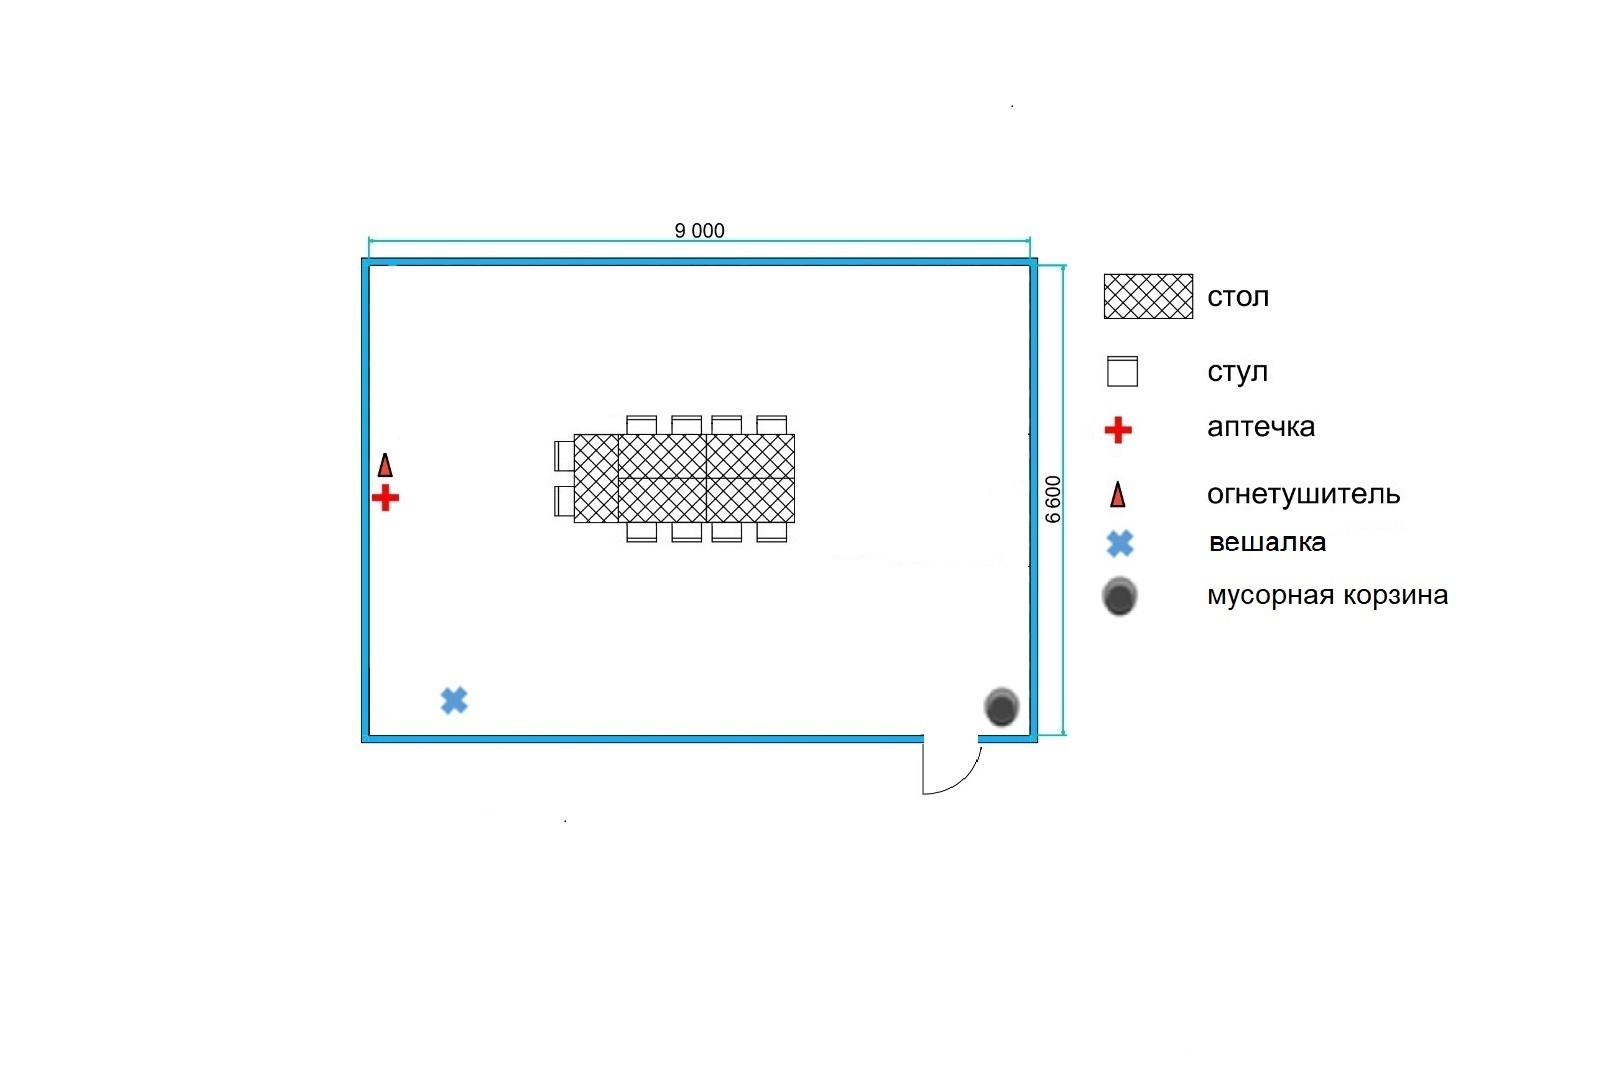 9 000
6 600
стол
стул
аптечка
огнетушитель
вешалка
мусорная корзина